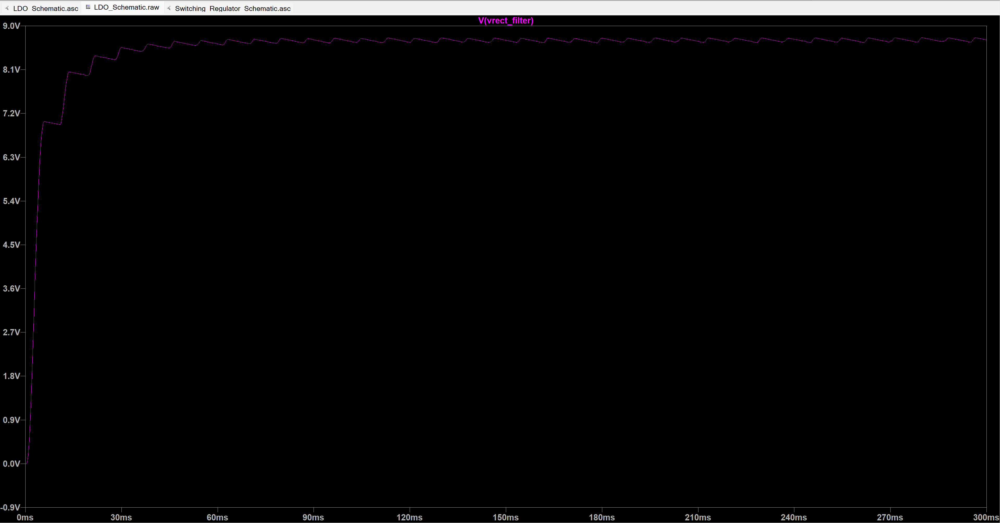 LDO_Schematic.asc LDO_Schematic.raw Switching_Regulator_Schematic.asc
V(vrect_filter)
9.0V
8.1V
7.2V
6.3V
5.4V
4.5V
3.6V
2.7V
1.8V
0.9V
0.0V
-0.9V
0ms 30ms 60ms 90ms 120ms 150ms 180ms 210ms 240ms 270ms 300ms